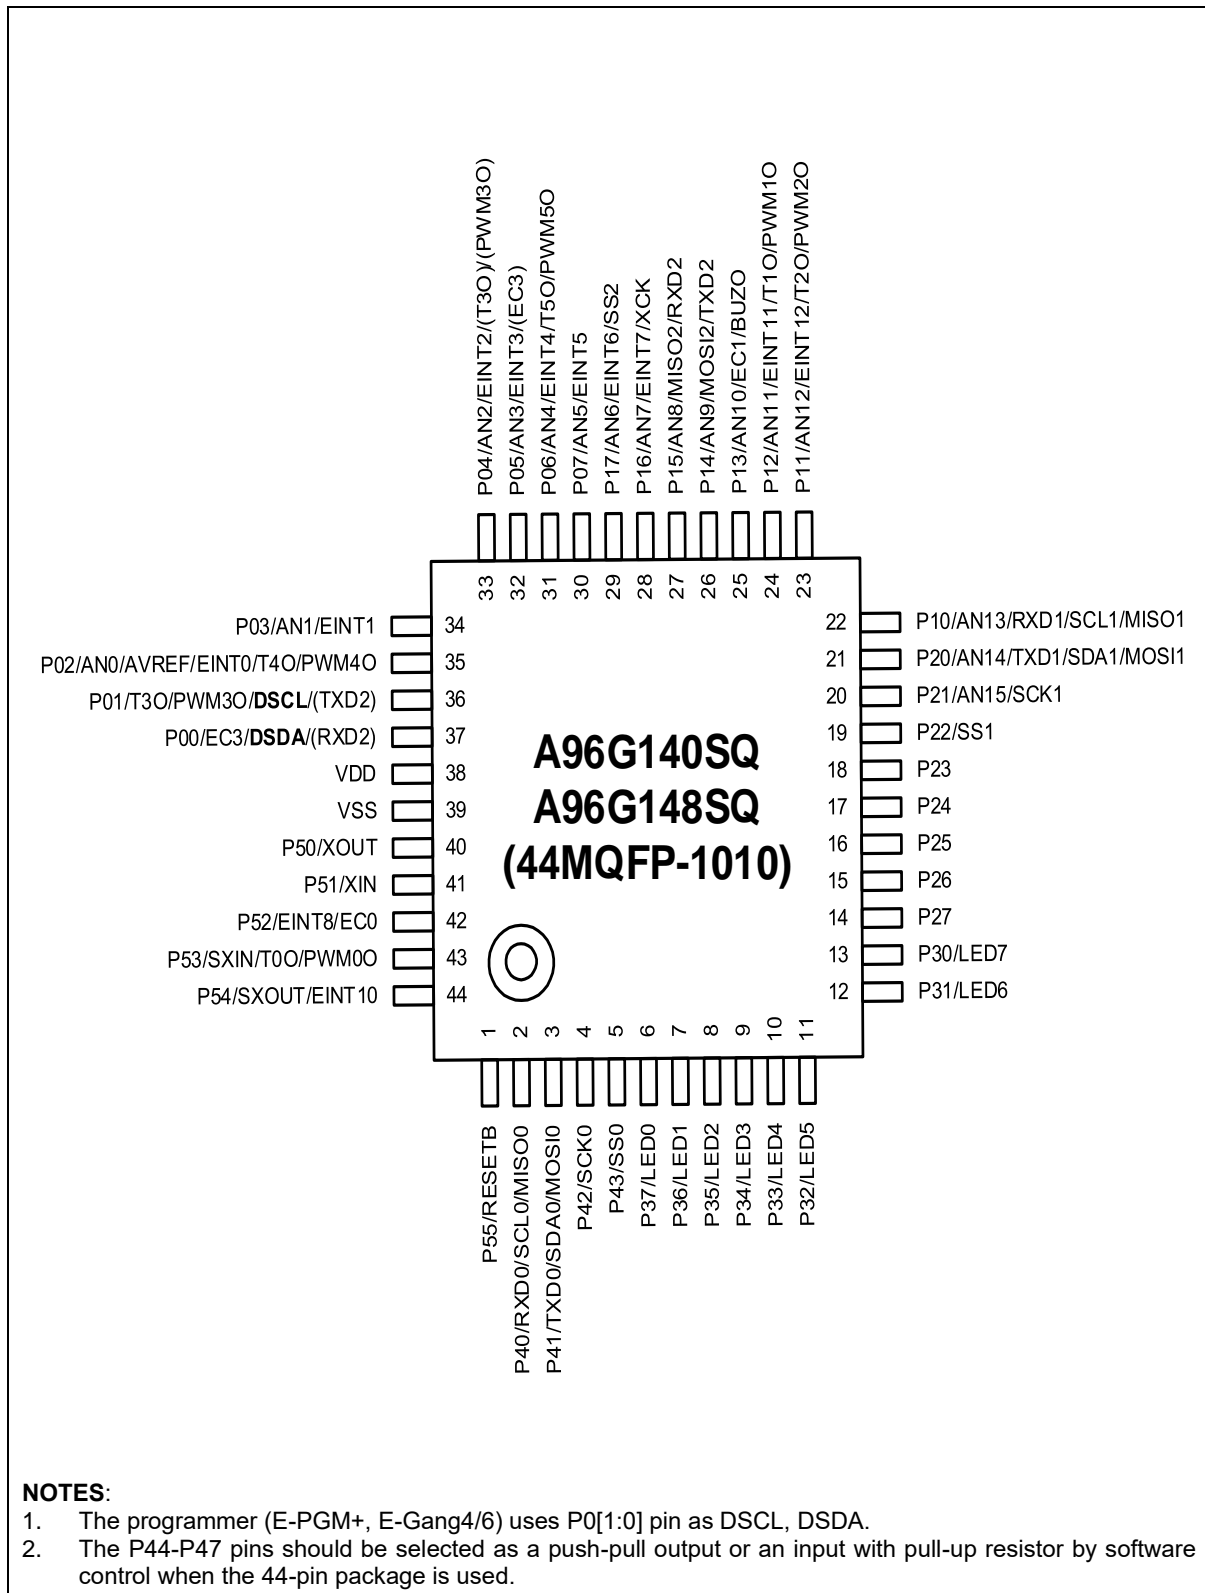 P04/AN2/EINT2/(T3O)/(PWM3O)
P05/AN3/EINT3/(EC3)
P06/AN4/EINT4/T5O/PWM5O
P07/AN5/EINT5
P17/AN6/EINT6/SS2
P16/AN7/EINT7/XCK
P15/AN8/MISO2/RXD2
P14/AN9/MOSI2/TXD2
P13/AN10/EC1/BUZO
P12/AN11/EINT11/T1O/PWM1O
P11/AN12/EINT12/T2O/PWM2O
33 32 31 30 29 28 27 26 25 24 23
P03/AN1/EINT1 34
P02/AN0/AVREF/EINT0/T4O/PWM4O 35
P01/T3O/PWM3O/DSCL/(TXD2) 36
P00/EC3/DSDA/(RXD2) 37
VDD 38
VSS 39
P50/XOUT 40
P51/XIN 41
P52/EINT8/EC0 42
P53/SXIN/T0O/PWM0O 43
P54/SXOUT/EINT10 44
A96G140SQ
A96G148SQ
(44MQFP-1010)
22 P10/AN13/RXD1/SCL1/MISO1
21 P20/AN14/TXD1/SDA1/MOSI1
20 P21/AN15/SCK1
19 P22/SS1
18 P23
17 P24
16 P25
15 P26
14 P27
13 P30/LED7
12 P31/LED6
1 2 3 4 5 6 7 8 9 10 11
P55/RESETB
P40/RXD0/SCL0/MISO0
P41/TXD0/SDA0/MOSI0
P42/SCK0
P43/SS0
P37/LED0
P36/LED1
P35/LED2
P34/LED3
P33/LED4
P32/LED5
NOTES:
1. The programmer (E-PGM+, E-Gang4/6) uses P0[1:0] pin as DSCL, DSDA.
2. The P44-P47 pins should be selected as a push-pull output or an input with pull-up resistor by software
control when the 44-pin package is used.